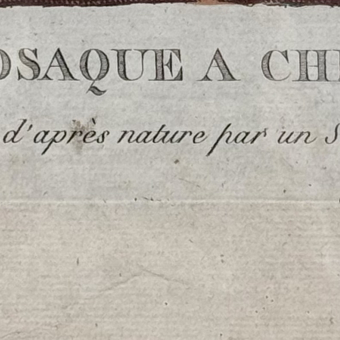 OSAQUE A CH
d'après nature par un S